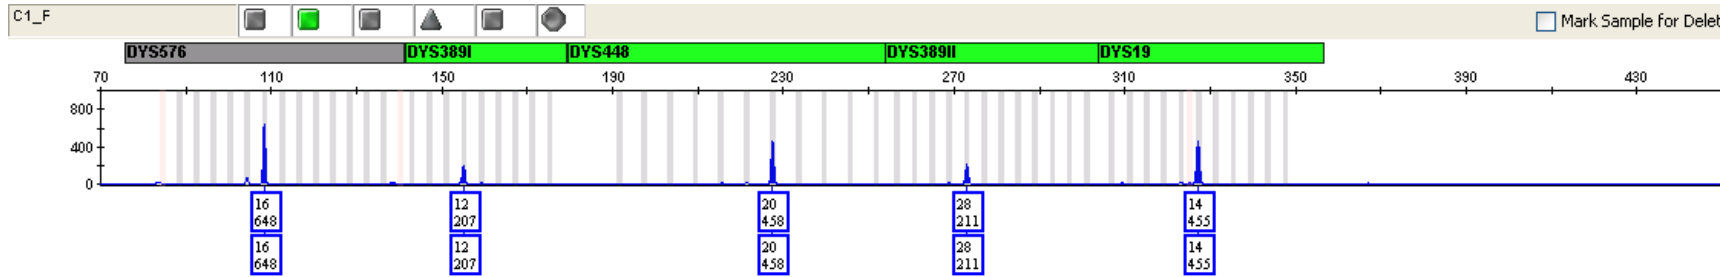 C1_F
Mark Sample for Delet
DYS576 DYS389I DYS448 DYS389II DYS19
70 110 150 190 230 270 310 350 390 430
800
400
0
16 12 20 28 14
648 207 458 211 455
16 12 20 28 14
648 207 458 211 455